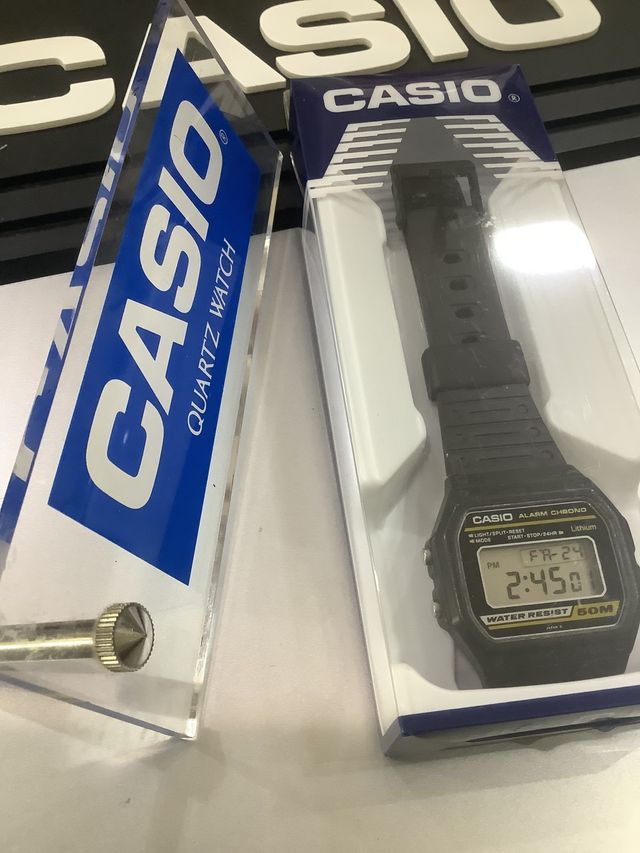 CASIO
CASIO®
QUARTZ WATCH
CASIO®
CASIO ALARM CHRONO
LIGHT/SPLIT·RESET
MODE
START·STOP/24HR
Lithium
PM
FR-24
2:45 01
WATER RESIST 50M